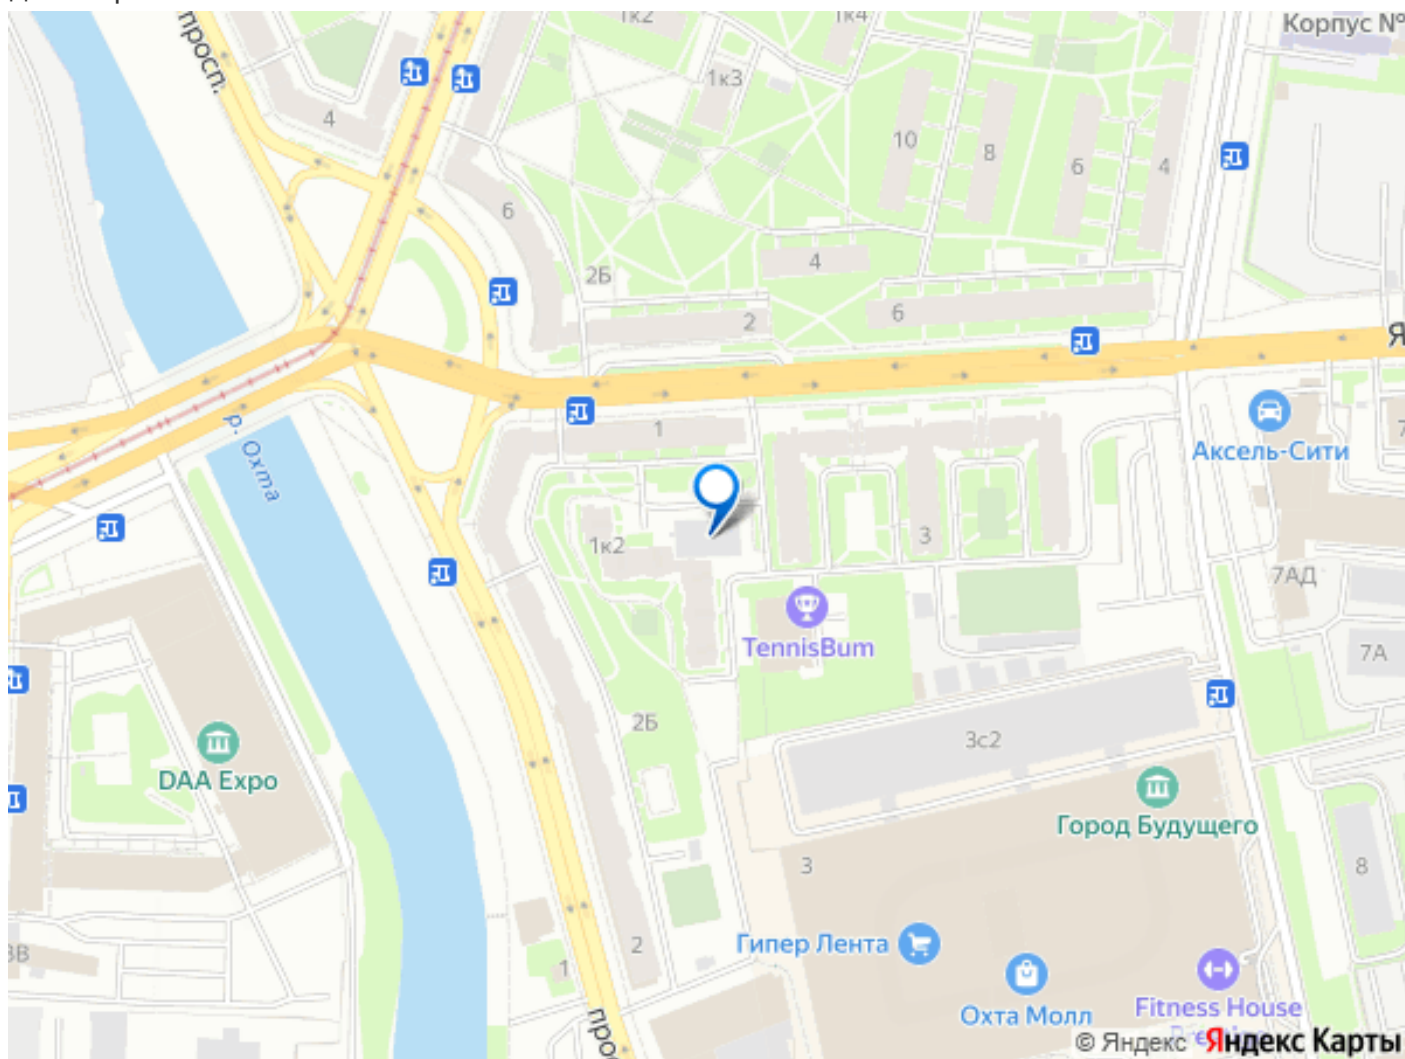 просп.
1к2
1к4
Корпус №
4
1к3
10
8
6
4
6
2Б
4
2
6
Я
р. Охта
1
Аксель-Сити
7
1к2
3
7АД
TennisBum
7А
2Б
3с2
DAA Expo
Город Будущего
3
8
Гипер Лента
3В
2
1
Охта Молл
Fitness House
прос
© Яндекс
Яндекс Карты